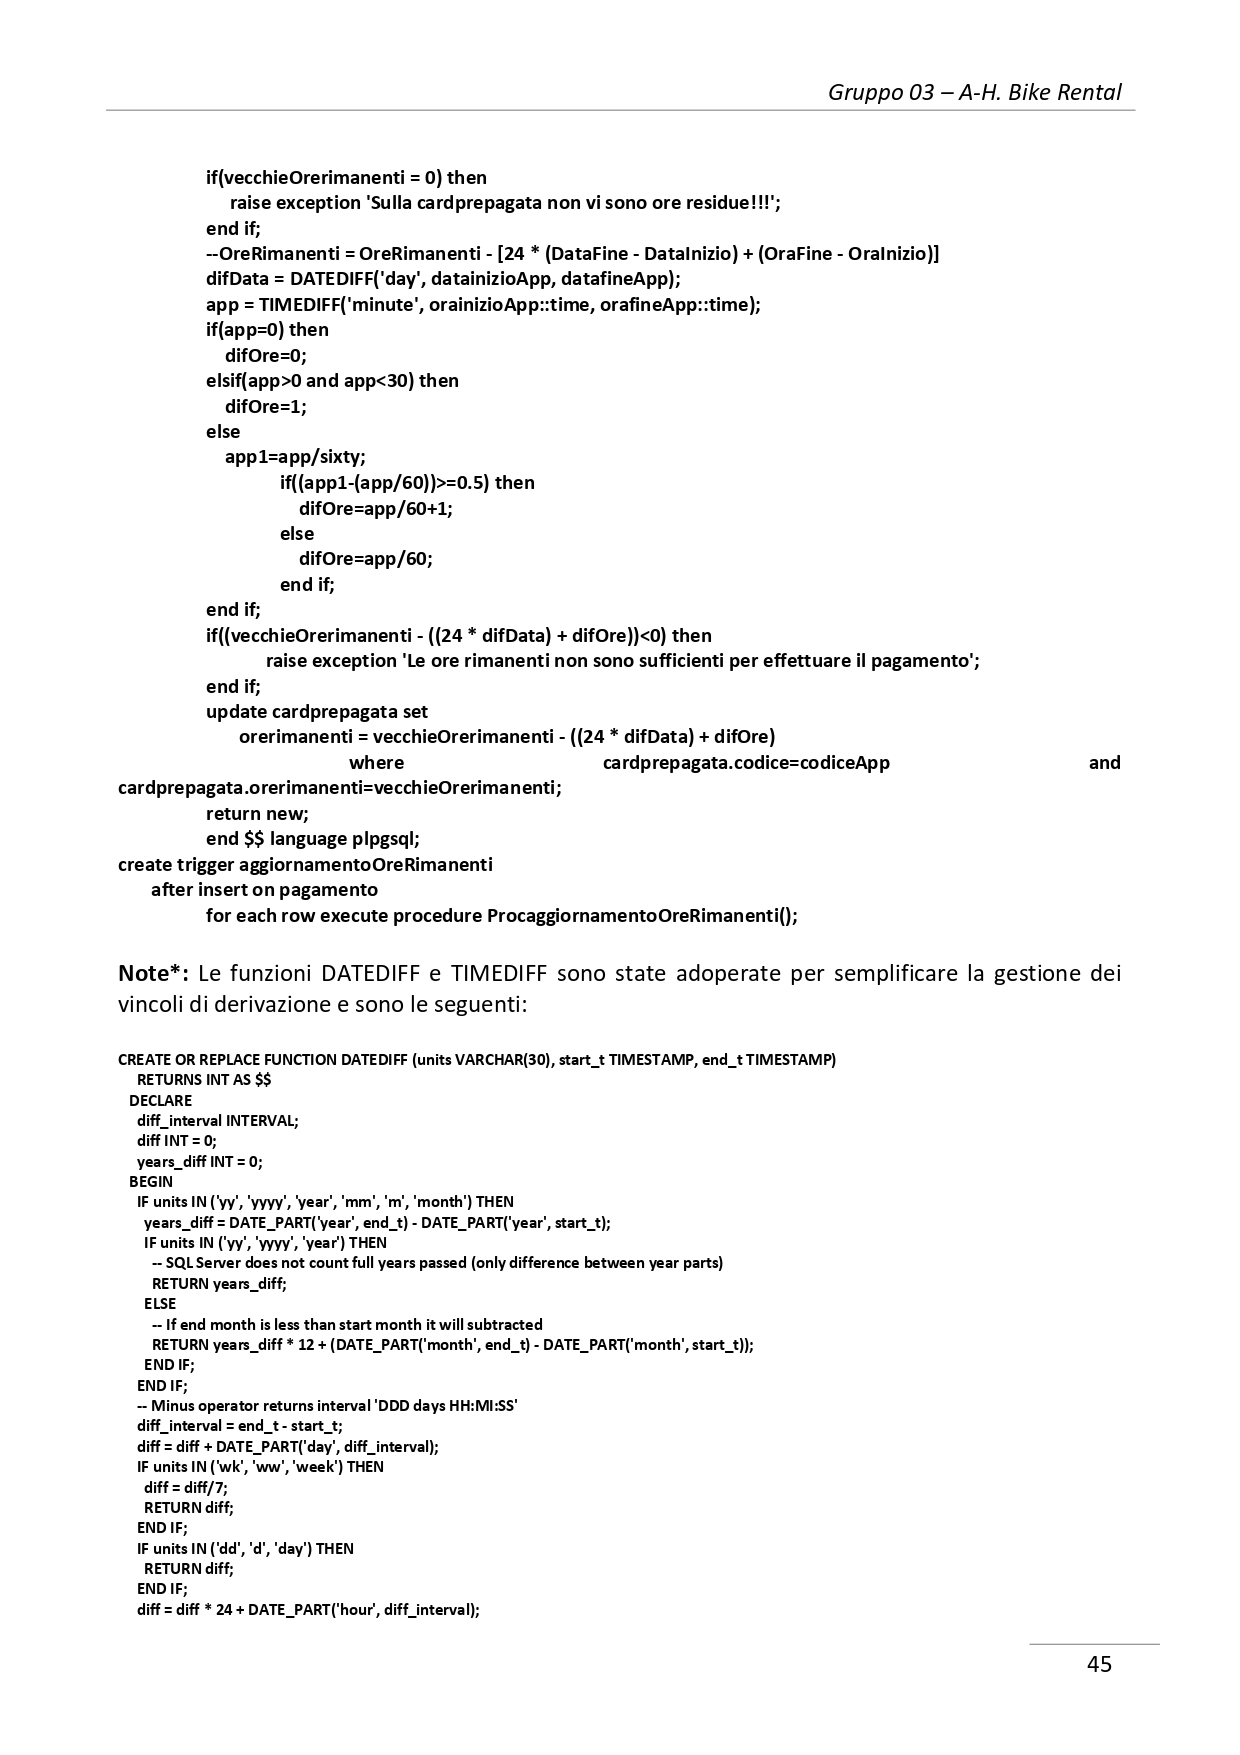 Gruppo 03 – A-H. Bike Rental
if(vecchieOrerimanenti = 0) then
raise exception 'Sulla cardprepagata non vi sono ore residue!!!';
end if;
--OreRimanenti = OreRimanenti - [24 * (DataFine - DataInizio) + (OraFine - OraInizio)]
difData = DATEDIFF('day', datainizioApp, datafineApp);
app = TIMEDIFF('minute', orainizioApp::time, orafineApp::time);
if(app=0) then
difOre=0;
elsif(app>0 and app<30) then
difOre=1;
else
app1=app/sixty;
if((app1-(app/60))>=0.5) then
difOre=app/60+1;
else
difOre=app/60;
end if;
end if;
if((vecchieOrerimanenti - ((24 * difData) + difOre))<0) then
raise exception 'Le ore rimanenti non sono sufficienti per effettuare il pagamento';
end if;
update cardprepagata set
orerimanenti = vecchieOrerimanenti - ((24 * difData) + difOre)
where cardprepagata.codice=codiceApp and
cardprepagata.orerimanenti=vecchieOrerimanenti;
return new;
end $$ language plpgsql;
create trigger aggiornamentoOreRimanenti
after insert on pagamento
for each row execute procedure ProcaggiornamentoOreRimanenti();
Note*: Le funzioni DATEDIFF e TIMEDIFF sono state adoperate per semplificare la gestione dei
vincoli di derivazione e sono le seguenti:
CREATE OR REPLACE FUNCTION DATEDIFF (units VARCHAR(30), start_t TIMESTAMP, end_t TIMESTAMP)
RETURNS INT AS $$
DECLARE
diff_interval INTERVAL;
diff INT = 0;
years_diff INT = 0;
BEGIN
IF units IN ('yy', 'yyyy', 'year', 'mm', 'm', 'month') THEN
years_diff = DATE_PART('year', end_t) - DATE_PART('year', start_t);
IF units IN ('yy', 'yyyy', 'year') THEN
-- SQL Server does not count full years passed (only difference between year parts)
RETURN years_diff;
ELSE
-- If end month is less than start month it will subtracted
RETURN years_diff * 12 + (DATE_PART('month', end_t) - DATE_PART('month', start_t));
END IF;
END IF;
-- Minus operator returns interval 'DDD days HH:MI:SS'
diff_interval = end_t - start_t;
diff = diff + DATE_PART('day', diff_interval);
IF units IN ('wk', 'ww', 'week') THEN
diff = diff/7;
RETURN diff;
END IF;
IF units IN ('dd', 'd', 'day') THEN
RETURN diff;
END IF;
diff = diff * 24 + DATE_PART('hour', diff_interval);
45